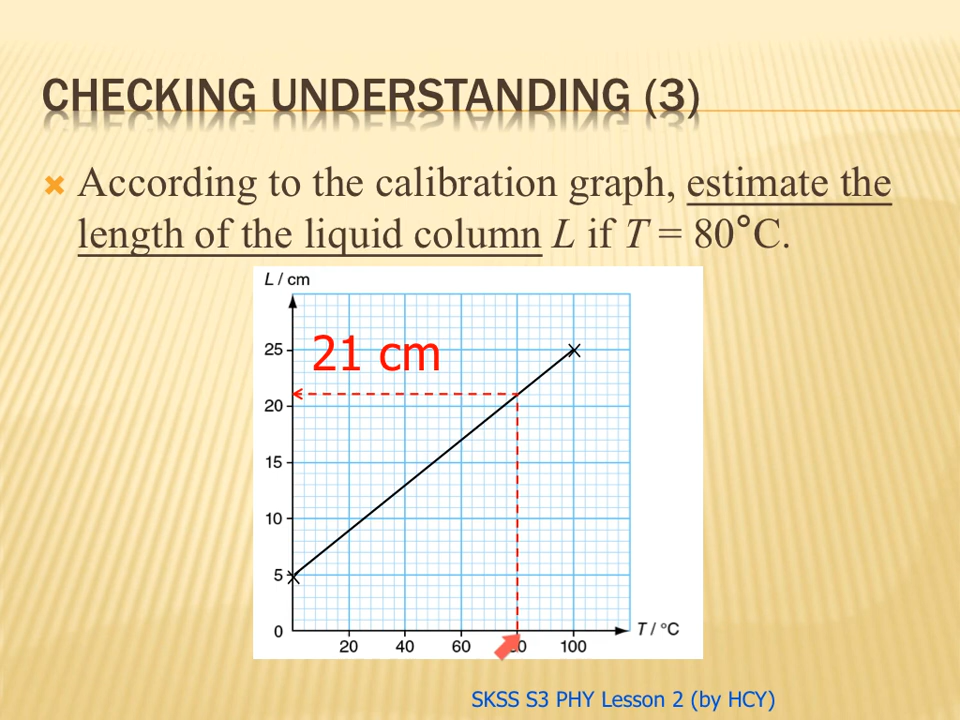 CHECKING UNDERSTANDING (3)
According to the calibration graph, estimate the
length of the liquid column L if T = 80°C.
L / cm
25
21 cm
20
15
10
5
0
T / °C
20 40 60 80 100
SKSS S3 PHY Lesson 2 (by HCY)